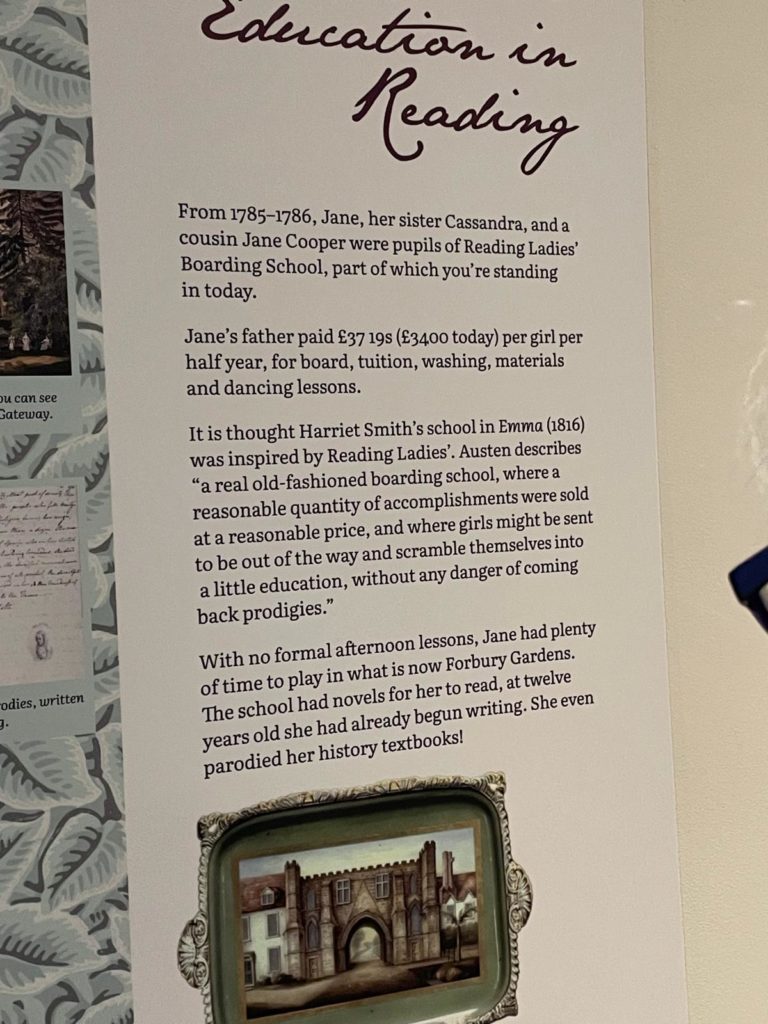 Education in
Reading
From 1785–1786, Jane, her sister Cassandra, and a
cousin Jane Cooper were pupils of Reading Ladies’
Boarding School, part of which you’re standing
in today.
Jane’s father paid £37 19s (£3400 today) per girl per
half year, for board, tuition, washing, materials
and dancing lessons.
It is thought Harriet Smith’s school in Emma (1816)
was inspired by Reading Ladies’. Austen describes
“a real old-fashioned boarding school, where a
reasonable quantity of accomplishments were sold
at a reasonable price, and where girls might be sent
to be out of the way and scramble themselves into
a little education, without any danger of coming
back prodigies.”
With no formal afternoon lessons, Jane had plenty
of time to play in what is now Forbury Gardens.
The school had novels for her to read, at twelve
years old she had already begun writing. She even
parodied her history textbooks!
can see
Gateway.
written